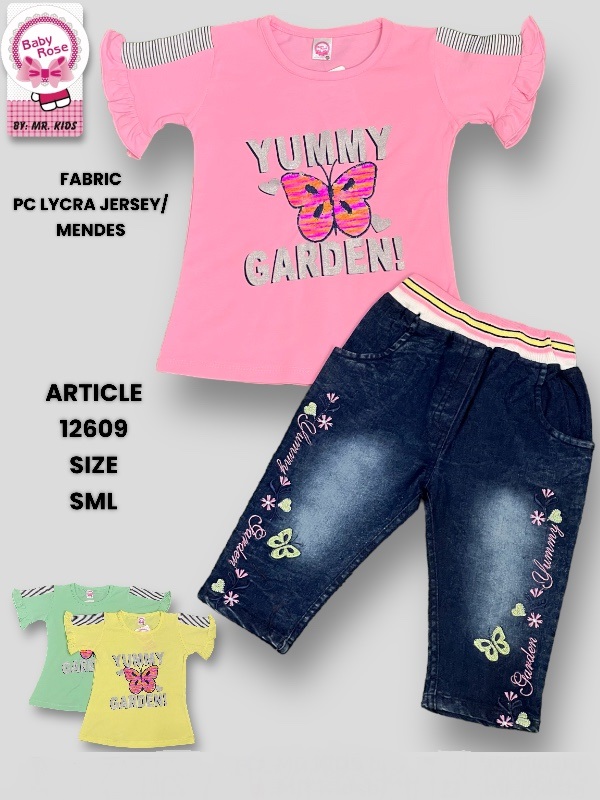 Baby
Rose
BY: MR. KIDS
FABRIC
PC LYCRA JERSEY/
MENDES
YUMMY
GARDEN!
ARTICLE
12609
SIZE
SML
Yummy
Garden
Yummy
Garden
YUMMY
GARDEN!
GARD